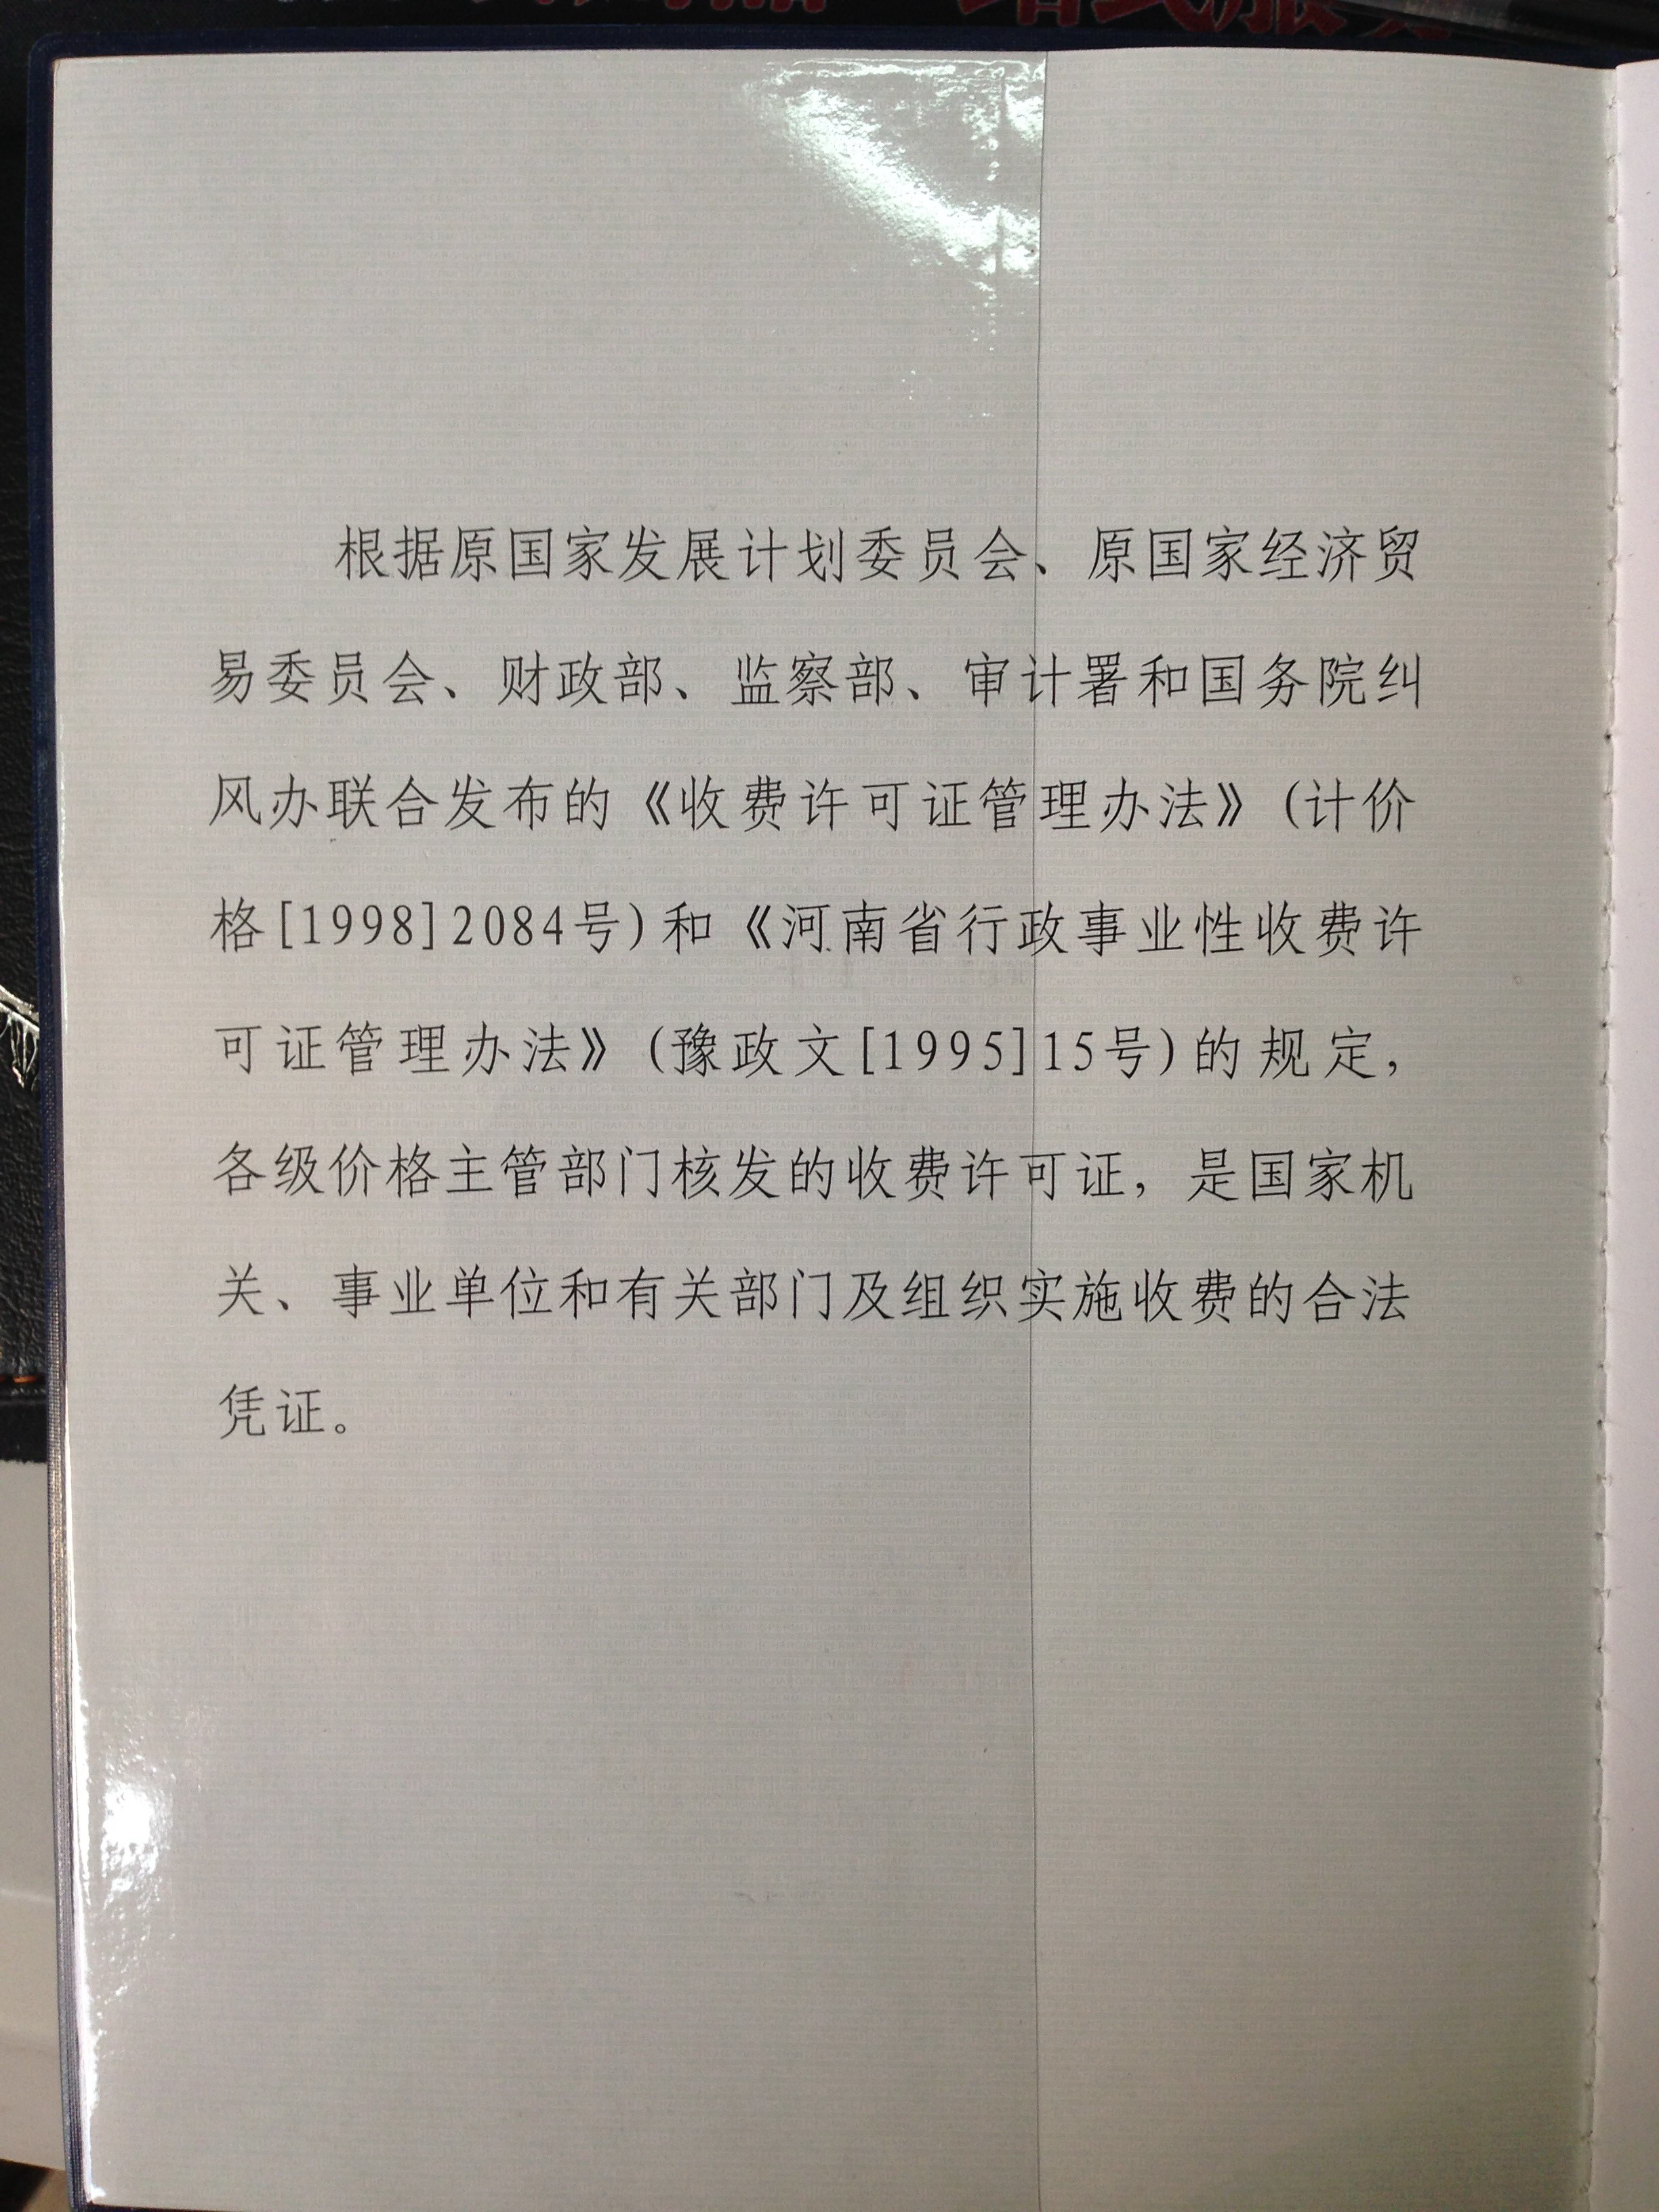 根据原国家发展计划委员会、原国家经济贸
易委员会、财政部、监察部、审计署和国务院纠
风办联合发布的《收费许可证管理办法》(计价
格[1998]2084号)和《河南省行政事业性收费许
可证管理办法》(豫政文[1995]15号)的规定，
各级价格主管部门核发的收费许可证，是国家机
关、事业单位和有关部门及组织实施收费的合法
凭证。